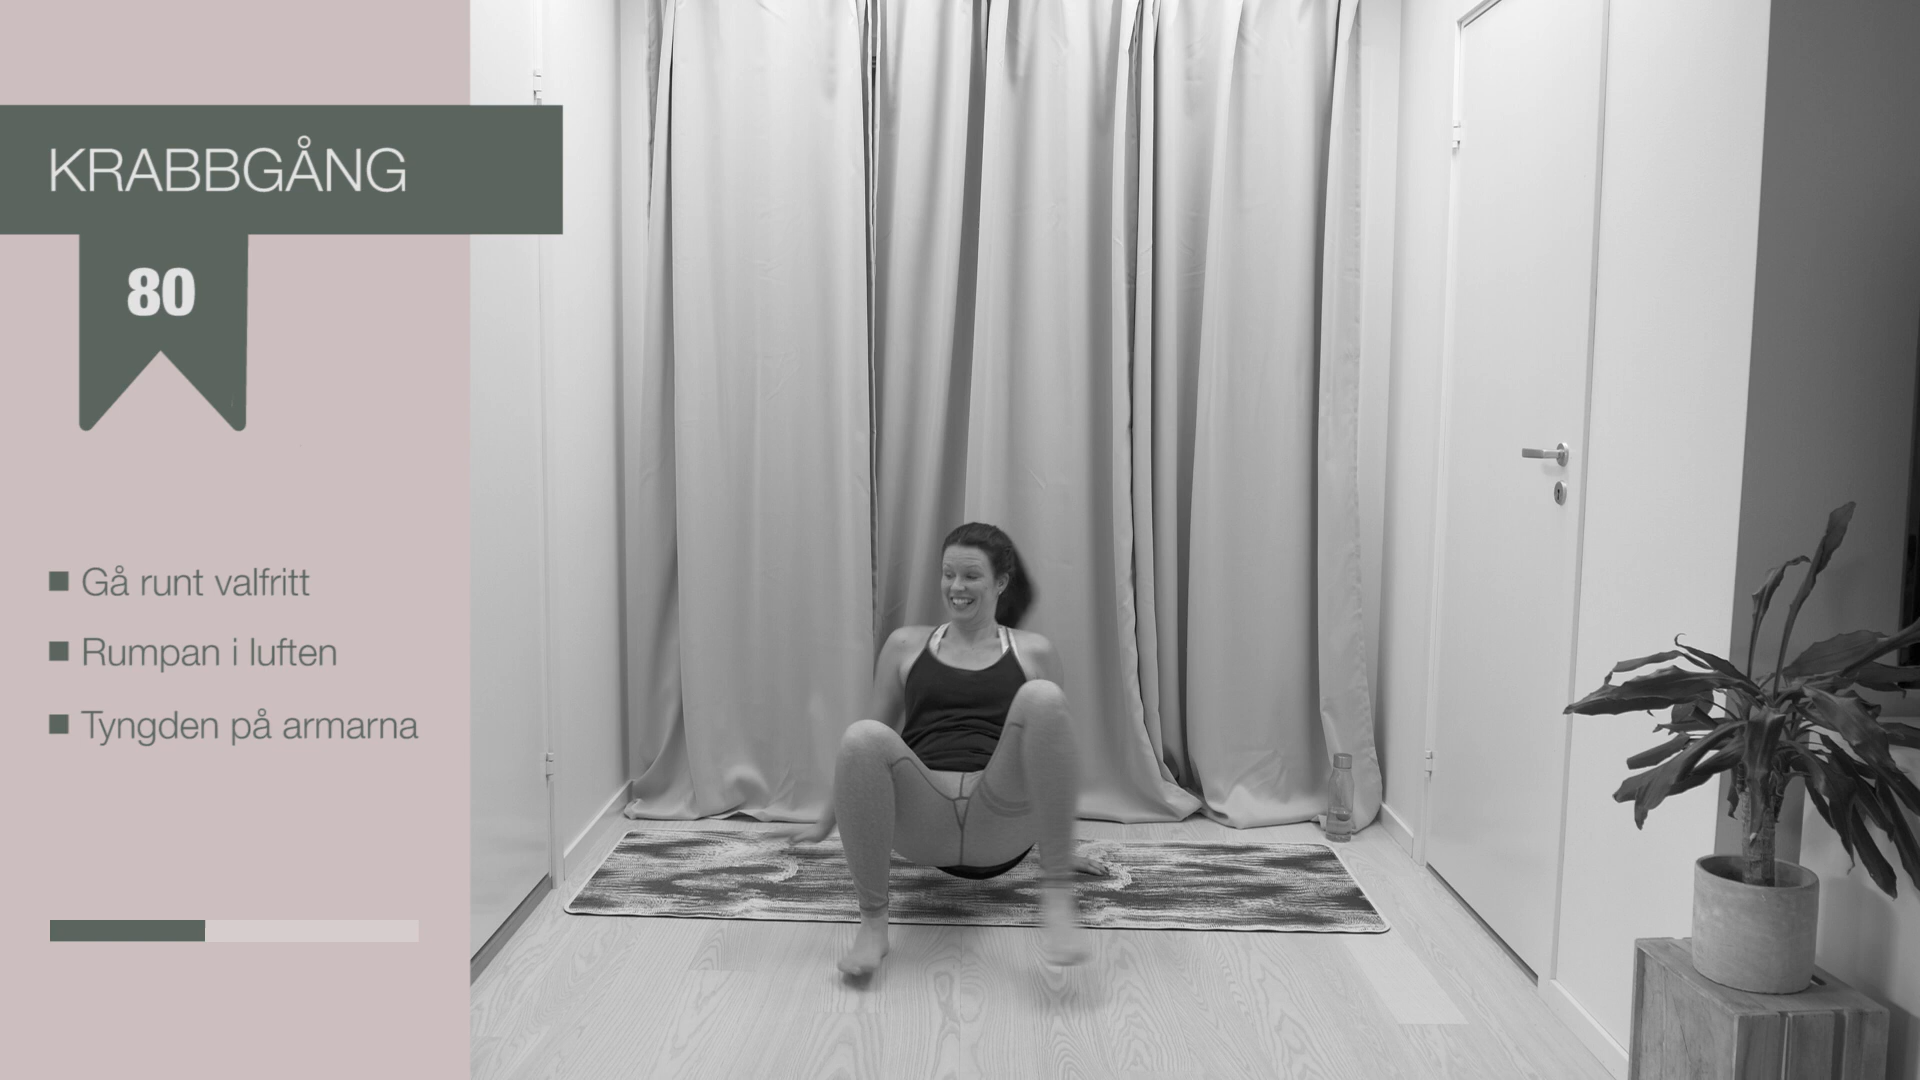 KRABBGÅNG
80
Gå runt valfritt
Rumpan i luften
Tyngden på armarna